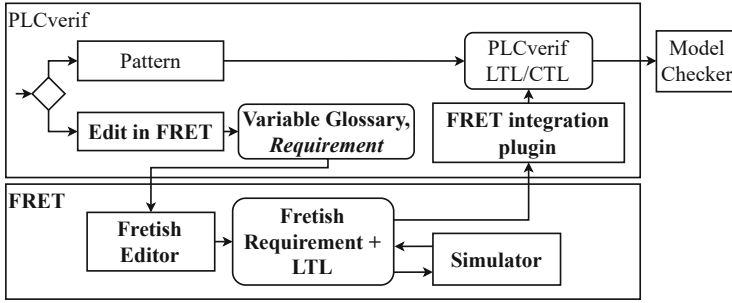 PLCverif
Pattern
PLCverif
LTL/CTL
Model
Checker
Edit in FRET
Variable Glossary,
Requirement
FRET integration
plugin
FRET
Fretish
Editor
Fretish
Requirement +
LTL
Simulator